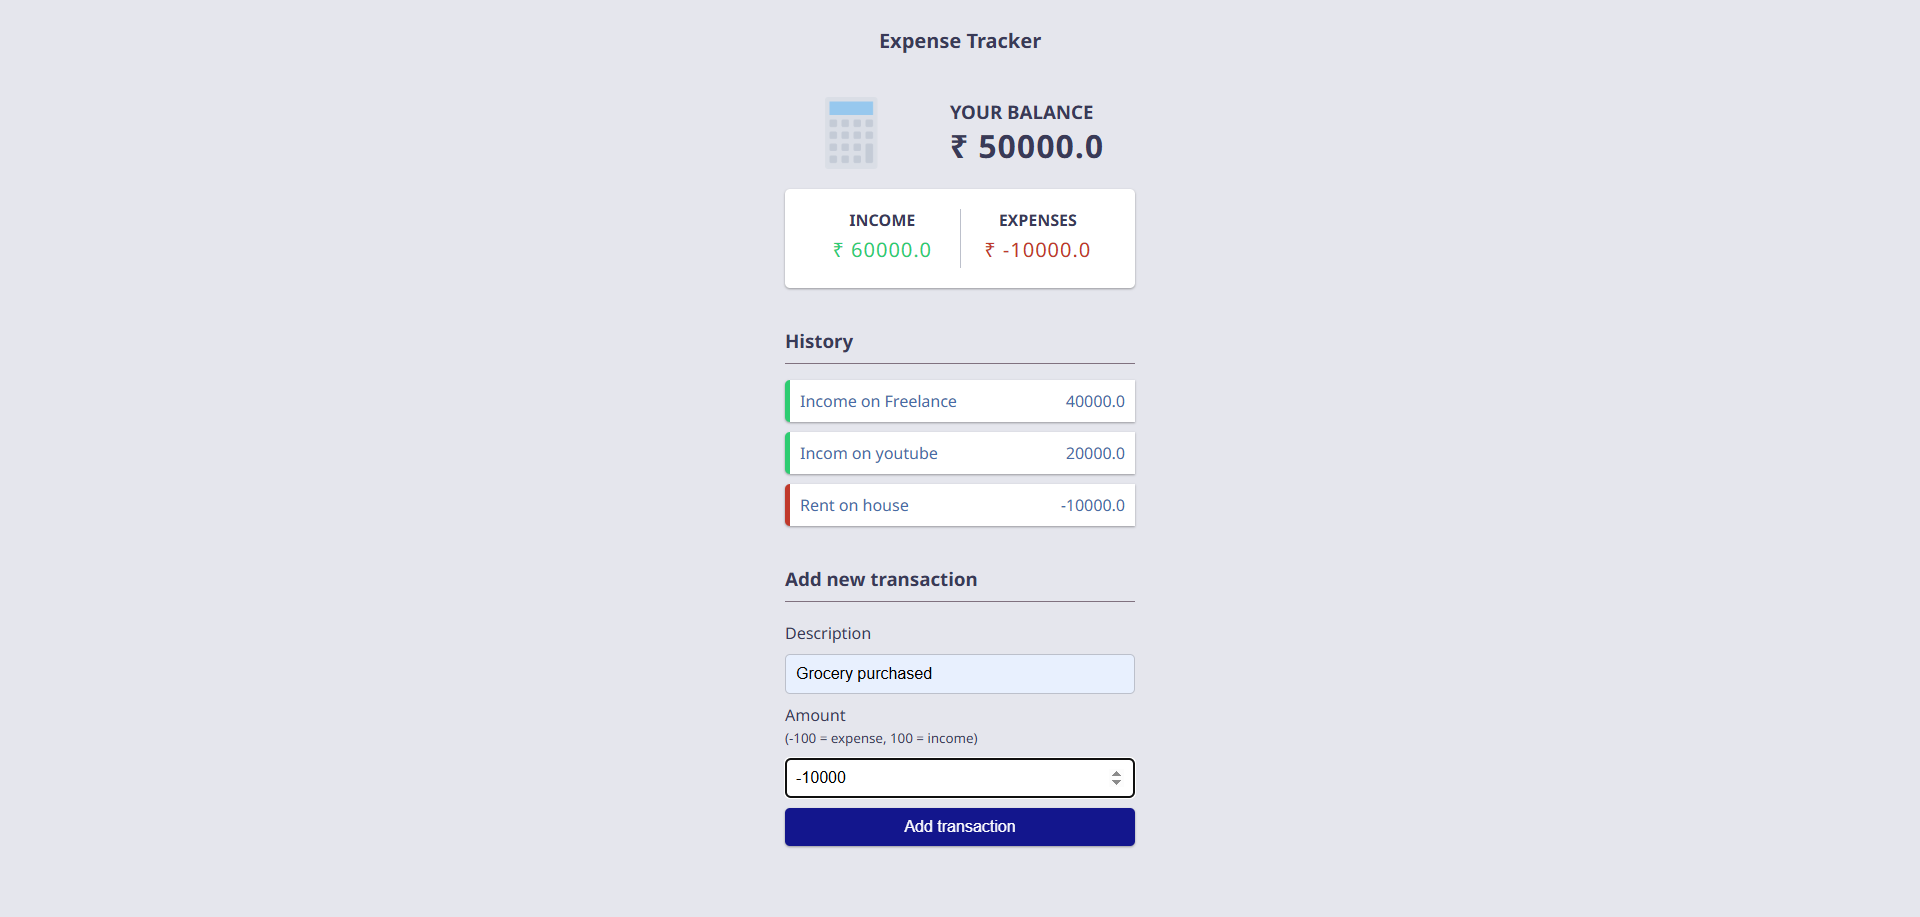 Expense Tracker
YOUR BALANCE
₹ 50000.0
INCOME
₹ 60000.0
EXPENSES
₹ -10000.0
History
Income on Freelance 40000.0
Incom on youtube 20000.0
Rent on house -10000.0
Add new transaction
Description
Grocery purchased
Amount
(-100 = expense, 100 = income)
-10000
Add transaction